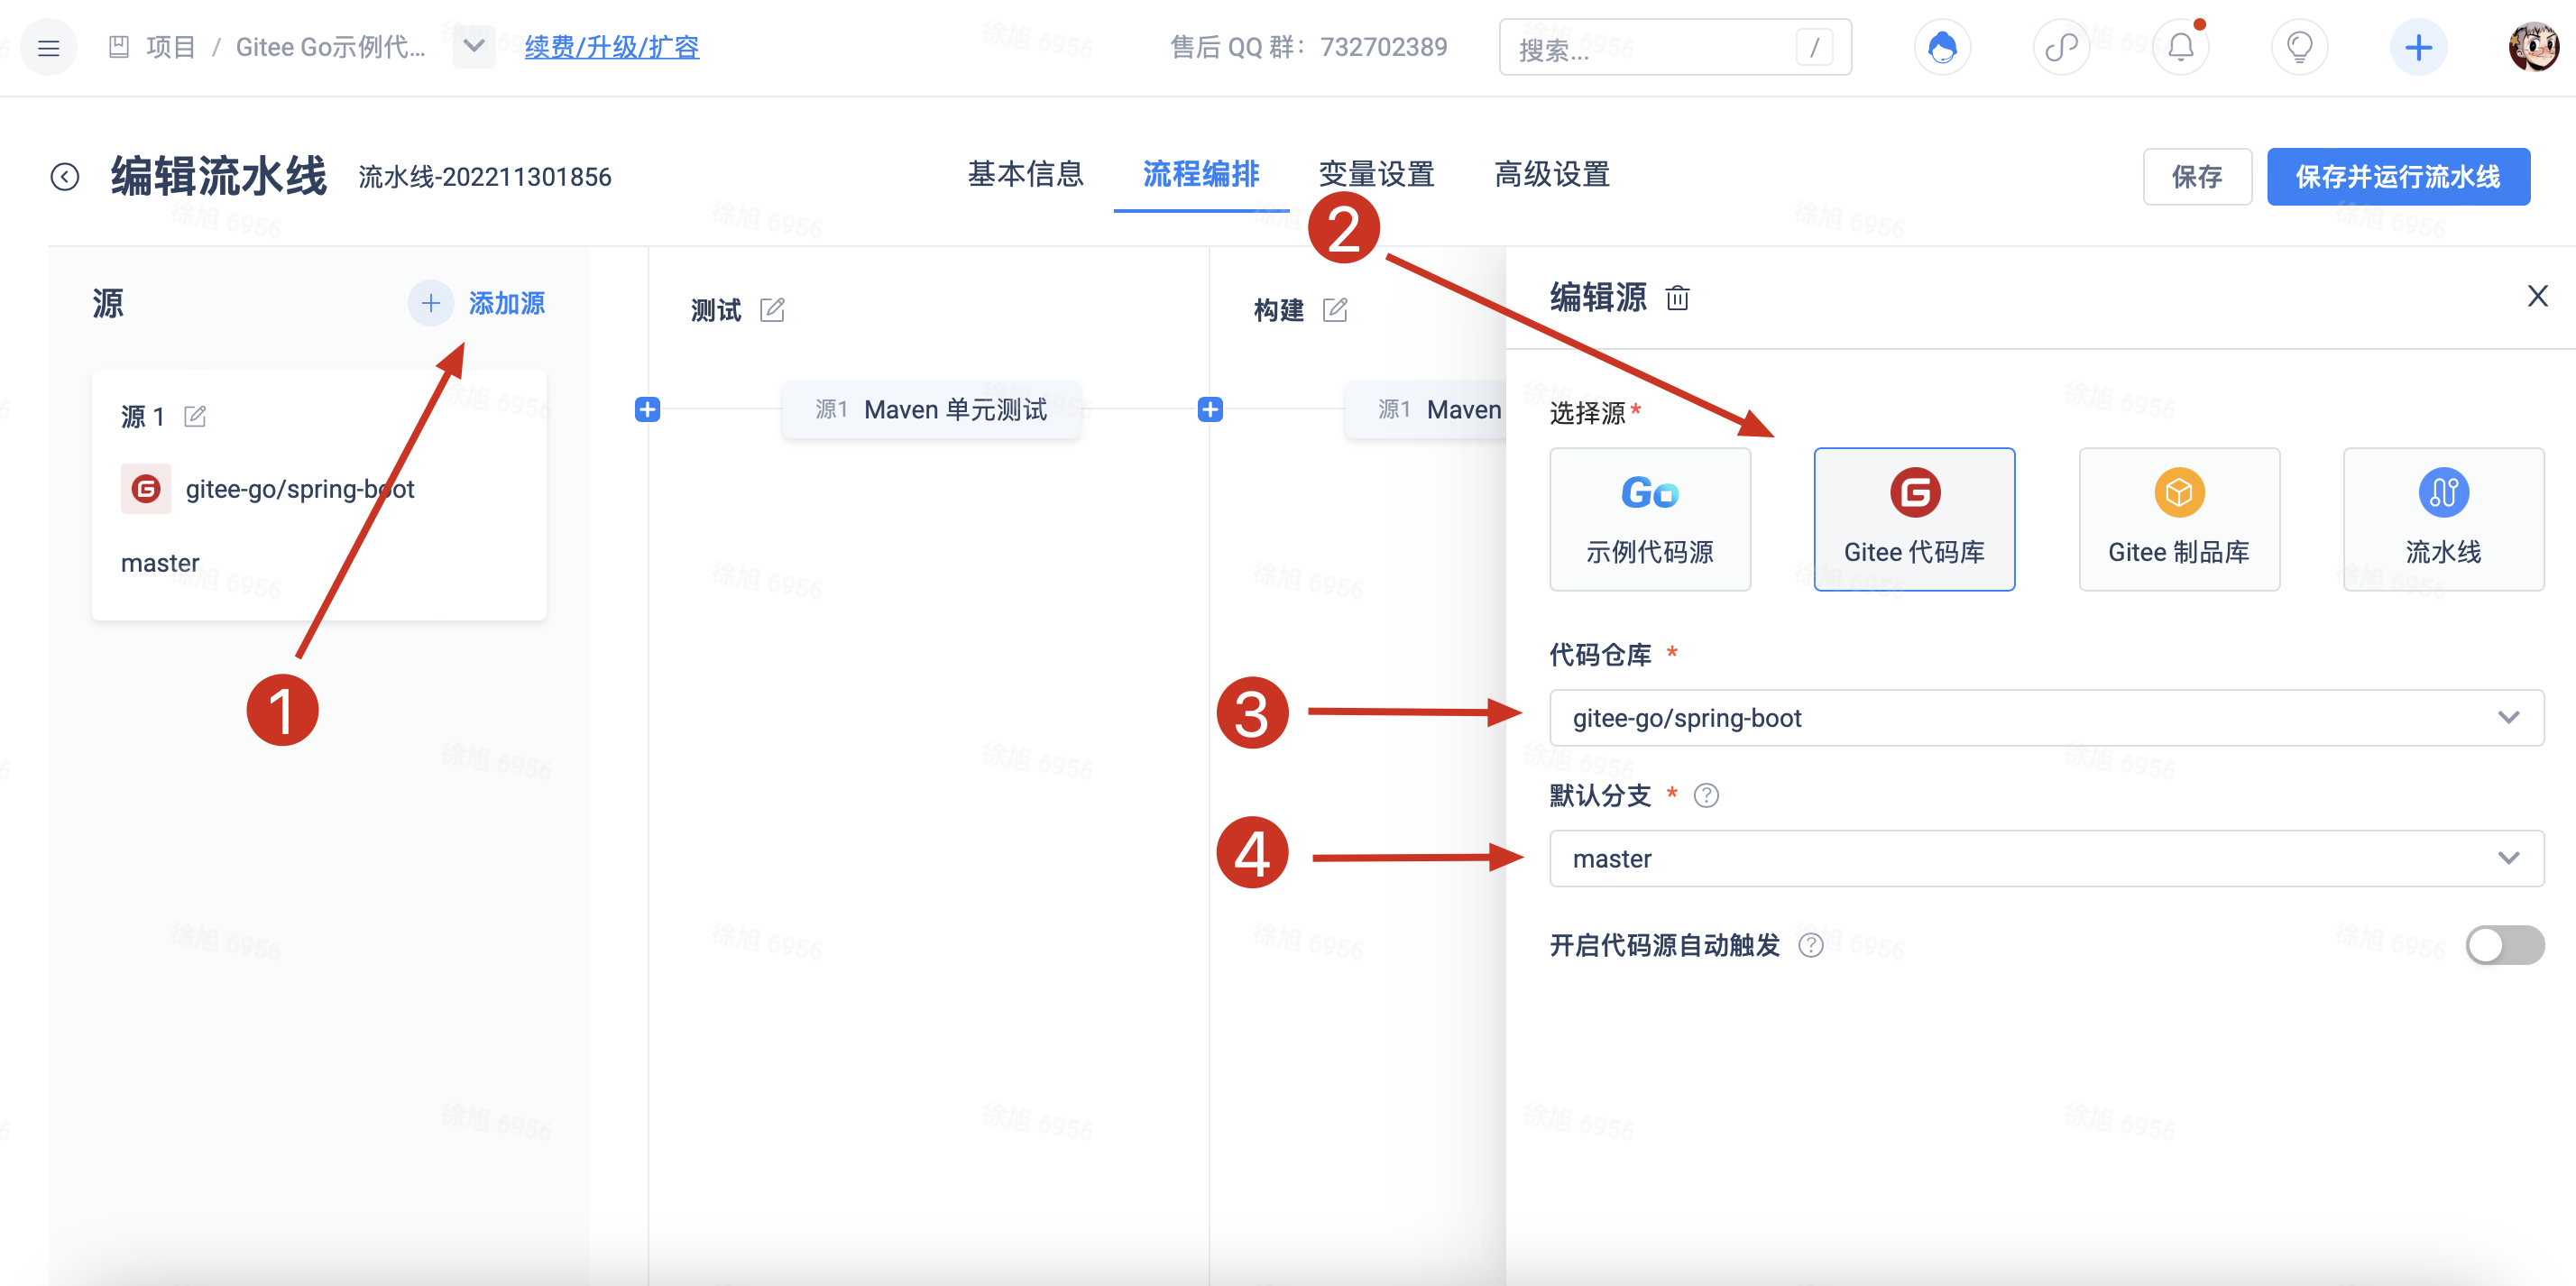 项目 / Gitee Go示例代... 续费/升级/扩容 售后 QQ 群：732702389 搜索... /
编辑流水线 流水线-202211301856 基本信息 流程编排 变量设置 高级设置 保存 保存并运行流水线
源 添加源
源 1
gitee-go/spring-boot
master
1
测试
源1 Maven 单元测试
构建
源1 Maven
2
编辑源
选择源*
Go
示例代码源
Gitee 代码库
Gitee 制品库
流水线
代码仓库 *
3
gitee-go/spring-boot
默认分支 * ?
4
master
开启代码源自动触发 ?
徐旭 6956